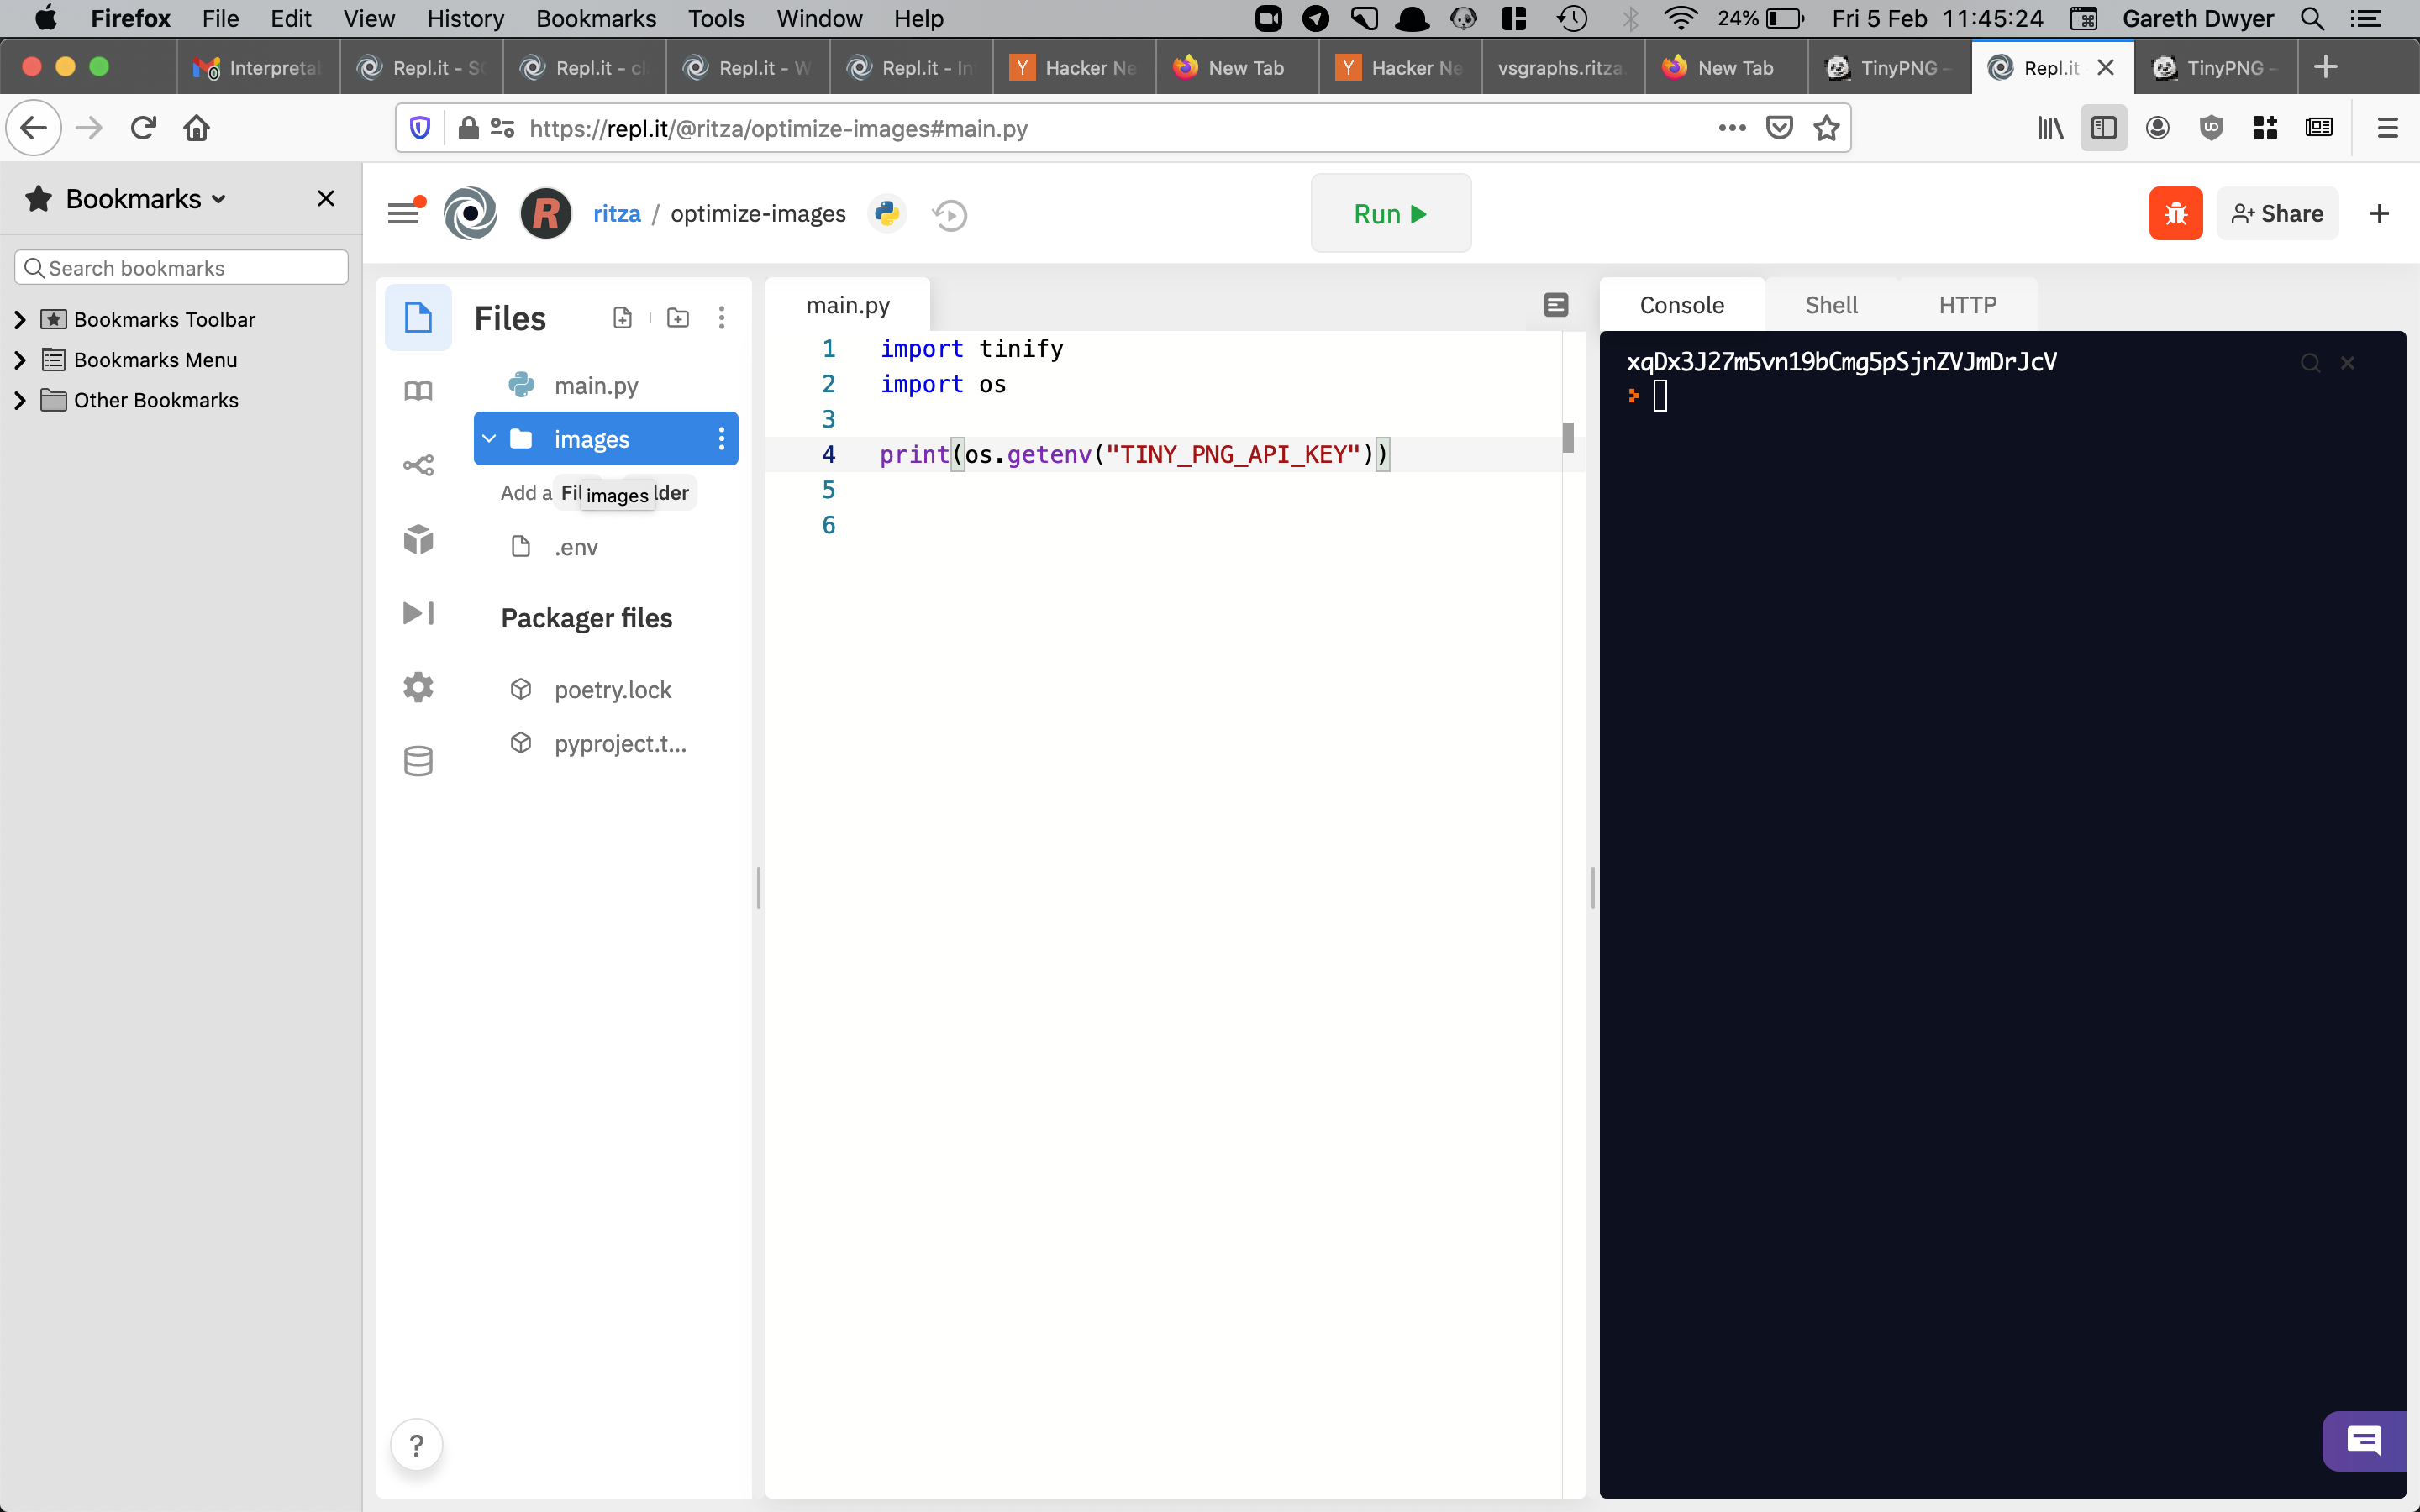 Firefox File Edit View History Bookmarks Tools Window Help 24% Fri 5 Feb 11:45:24 Gareth Dwyer
Interpreta Repl.it - SO Repl.it - cl Repl.it - W Repl.it - In Hacker Ne New Tab Hacker Ne vsgraphs.ritza. New Tab TinyPNG – Repl.it TinyPNG –
https://repl.it/@ritza/optimize-images#main.py
Bookmarks
Search bookmarks
Bookmarks Toolbar
Bookmarks Menu
Other Bookmarks
ritza / optimize-images
Run
Share
Files
main.py
images
Add a
images
.env
Packager files
poetry.lock
pyproject.t...
?
main.py
1 import tinify
2 import os
3
4 print(os.getenv("TINY_PNG_API_KEY"))
5
6
Console Shell HTTP
xqDx3J27m5vn19bCmg5pSjnZVJmDrJcV